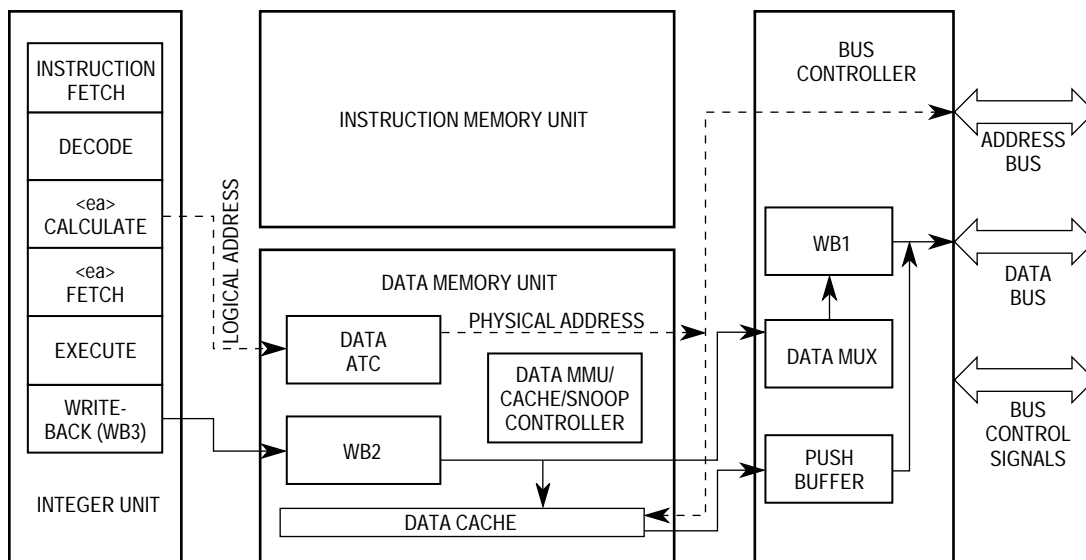 INSTRUCTION
FETCH
DECODE
<ea>
CALCULATE
<ea>
FETCH
EXECUTE
WRITE-
BACK (WB3)
INTEGER UNIT
LOGICAL ADDRESS
INSTRUCTION MEMORY UNIT
DATA MEMORY UNIT
DATA
ATC
PHYSICAL ADDRESS
DATA MMU/
CACHE/SNOOP
CONTROLLER
WB2
DATA CACHE
BUS
CONTROLLER
WB1
DATA MUX
PUSH
BUFFER
ADDRESS
BUS
DATA
BUS
BUS
CONTROL
SIGNALS